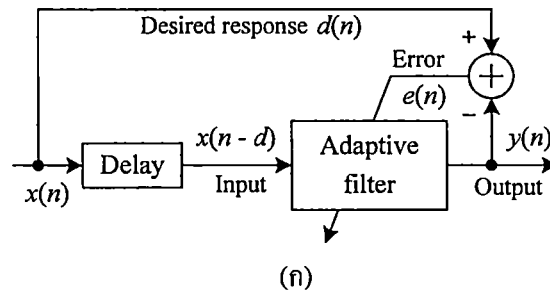 Desired response d(n)
+
Error
e(n)
−
x(n - d)
y(n)
Delay
Adaptive
filter
x(n)
Input
Output
(ก)